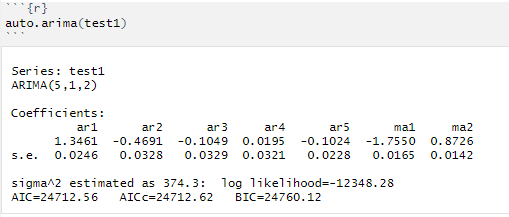 ```{r}
auto.arima(test1)
```
Series: test1
ARIMA(5,1,2)
Coefficients:
ar1 ar2 ar3 ar4 ar5 ma1 ma2
1.3461 -0.4691 -0.1049 0.0195 -0.1024 -1.7550 0.8726
s.e. 0.0246 0.0328 0.0329 0.0321 0.0228 0.0165 0.0142
sigma^2 estimated as 374.3: log likelihood=-12348.28
AIC=24712.56 AICc=24712.62 BIC=24760.12